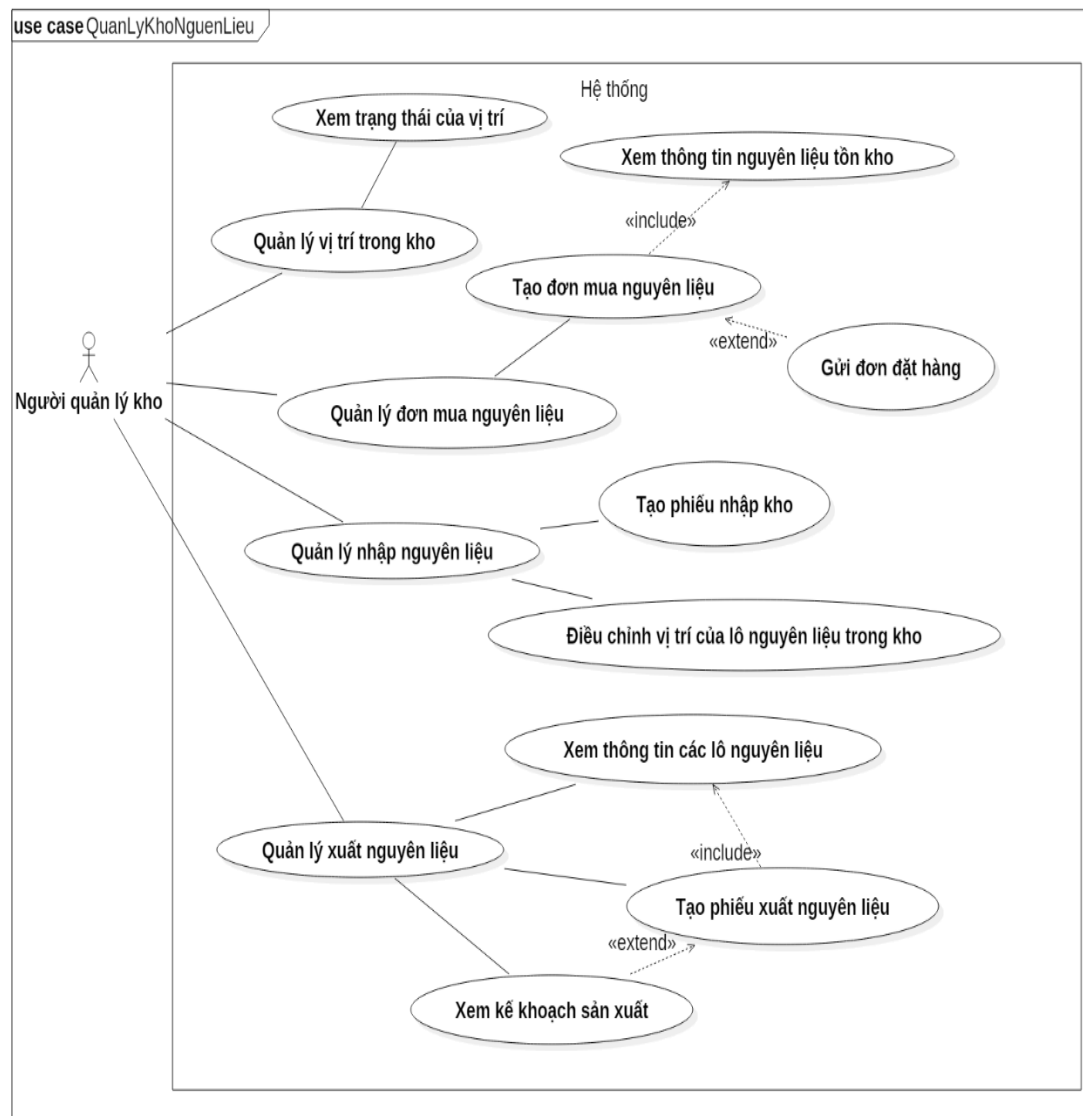 use case QuanLyKhoNguenLieu
Hệ thống
Xem trạng thái của vị trí
Xem thông tin nguyên liệu tồn kho
«include»
Quản lý vị trí trong kho
Tạo đơn mua nguyên liệu
«extend»
Gửi đơn đặt hàng
Người quản lý kho
Quản lý đơn mua nguyên liệu
Tạo phiếu nhập kho
Quản lý nhập nguyên liệu
Điều chỉnh vị trí của lô nguyên liệu trong kho
Xem thông tin các lô nguyên liệu
Quản lý xuất nguyên liệu
«include»
Tạo phiếu xuất nguyên liệu
«extend»
Xem kế khoạch sản xuất